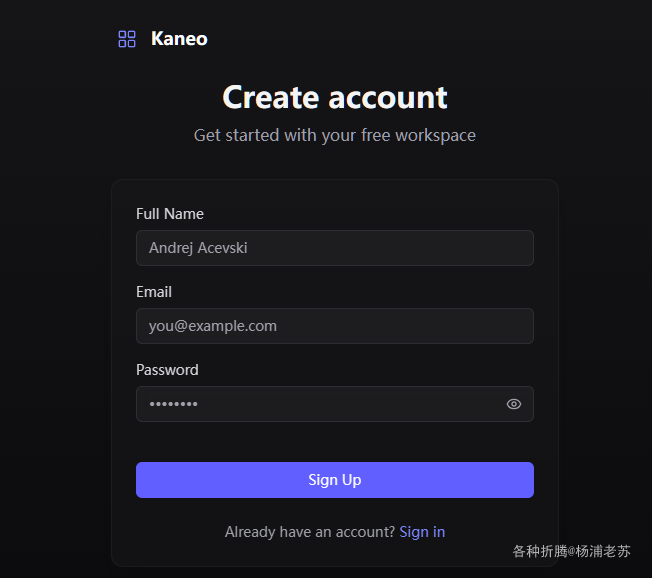 Kaneo
Create account
Get started with your free workspace
Full Name
Andrej Acevski
Email
you@example.com
Password
••••••••
Sign Up
Already have an account? Sign in
各种折腾@杨浦老苏